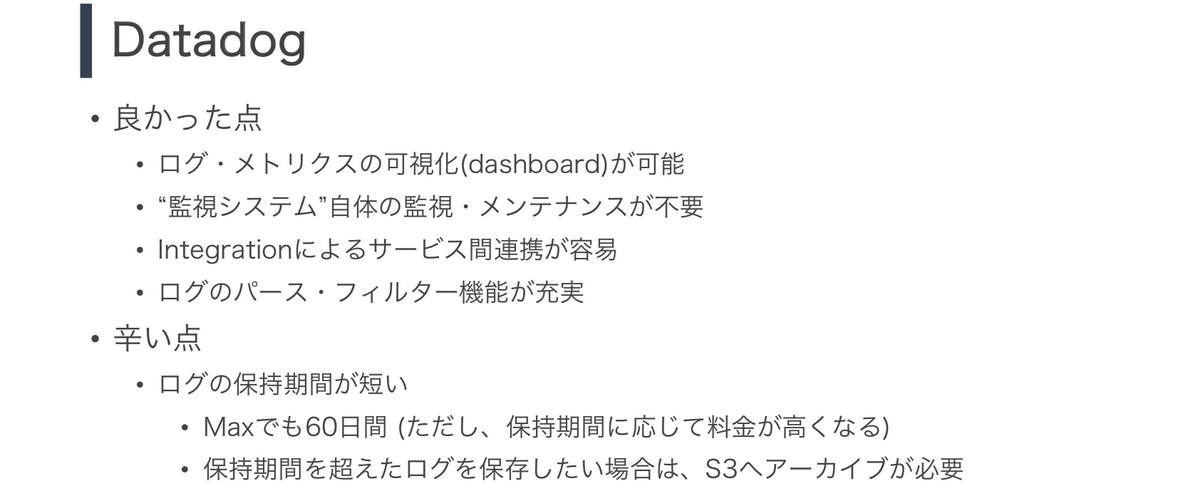 Datadog
• 良かった点
• ログ・メトリクスの可視化(dashboard)が可能
• “監視システム”自体の監視・メンテナンスが不要
• Integrationによるサービス間連携が容易
• ログのパース・フィルター機能が充実
• 辛い点
• ログの保持期間が短い
• Maxでも60日間 (ただし、保持期間に応じて料金が高くなる)
• 保持期間を超えたログを保存したい場合は、S3へアーカイブが必要